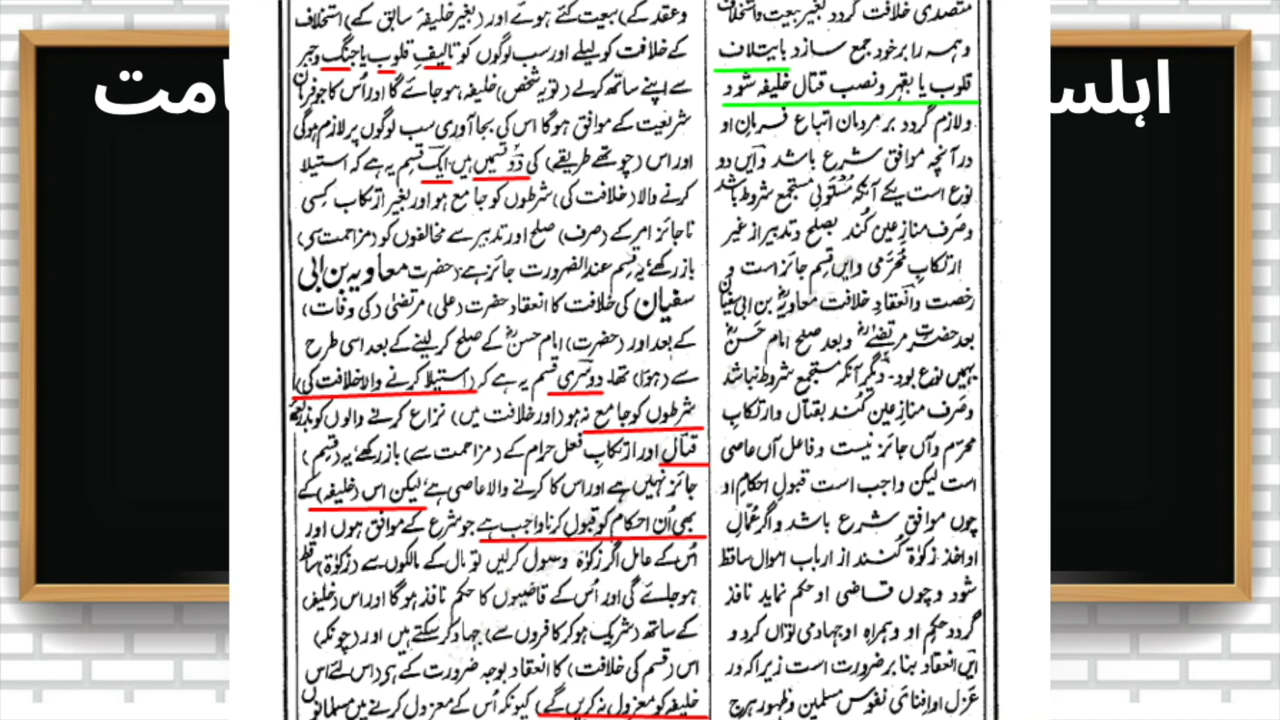 اہلس
امت
متصدی خلافت گردد بغیر بیعت واستخلاف
وہمہ را برخود جمع سازد بایتلاف
قلوب یا بقہر ونصب قتال خلیفہ شود
ولازم گردد بر مردمان اتباع فرمان او
در آنچہ موافق شرع باشد واین دو
نوع است یکے آنکہ مستولی مستجمع شروط باشد
وصرف منازعین کند بصلح وتدبیر از غیر
ارتکاب محرمی واین قسم جائز است و
رخصت وانعقاد خلافت معاویہ بن ابی سفیان
بعد حضرت مرتضےٰ وبعد صلح امام حسن
بہمیں نوع بود۔ دیگر آنکہ مستجمع شروط نباشد
وصرف منازعین کند بقتال وارتکاب
محرم وآں جائز نیست وفاعل آں عاصی
است لیکن واجب است قبول احکام او
چوں موافق شرع باشد واگر عمال
او اخذ زکوٰۃ کنند از ارباب اموال ساقط
شود وچوں قاضی او حکم نماید نافذ
گردد حکم او وہمراہ او جہاد می تواں کرد و
ایں انعقاد بنا بر ضرورت است زیراکہ در
عزل او افنائی نفوس مسلمین وظہور ہرج
وعقد کے) بیعت کئے ہوئے اور (بغیر خلیفہ سابق کے) استخلاف
کے خلافت کو لیلے اور سب لوگوں کو تالیف قلوب یا جنگ وجبر
سے اپنے ساتھ کرلے (تو یہ شخص) خلیفہ ہوجائے گا اور اُس کا جو فرمان
شریعت کے موافق ہوگا اس کی بجا آوری سب لوگوں پر لازم ہوگی
اور اس (چوتھے طریقے) کی دو قسمیں ہیں ایک قسم یہ ہے کہ استیلا
کرنے والا (خلافت کی) شرطوں کو جامع ہو اور بغیر ارتکاب کسی
ناجائز امر کے (صرف) صلح اور تدبیر سے مخالفوں کو (مزاحمت سے)
باز رکھے یہ قسم عند الضرورت جائز ہے (حضرت) معاویہ بن ابی
سفیان کی خلافت کا انعقاد حضرت (علی) مرتضیٰ (کی وفات)
کے بعد اور (حضرت) امام حسن کے صلح کر لینے کے بعد اسی طرح
سے (ہوا) تھا۔ دوسری قسم یہ ہے کہ (استیلا کرنے والا خلافت کی)
شرطوں کو جامع نہ ہو (اور خلافت میں) نزاع کرنے والوں کو بذریعہ
قتال اور ارتکاب فعل حرام کے (مزاحمت سے) باز رکھے یہ (قسم)
جائز نہیں ہے اور اس کا کرنے والا عاصی ہے لیکن اس (خلیفہ) کے
بھی اُن احکام کو قبول کرنا واجب ہے جو شرع کے موافق ہوں اور
اُس کے عامل اگر زکوٰۃ وصول کرلیں تو مال کے مالکوں سے (زکوٰۃ) ساقط
ہوجائے گی اور اُس کے قاضیوں کا حکم نافذ ہوگا اور اس (خلیفہ)
کے ساتھ (شریک ہوکر کافروں سے) جہاد کرسکتے ہیں اور (چونکہ)
اس (قسم کی خلافت) کا انعقاد بوجہ ضرورت کے ہے (اس لئے) اس
خلیفہ کو معزول نہ کریں گے) کیونکہ اُس کے معزول کرنے میں مسلمانوں